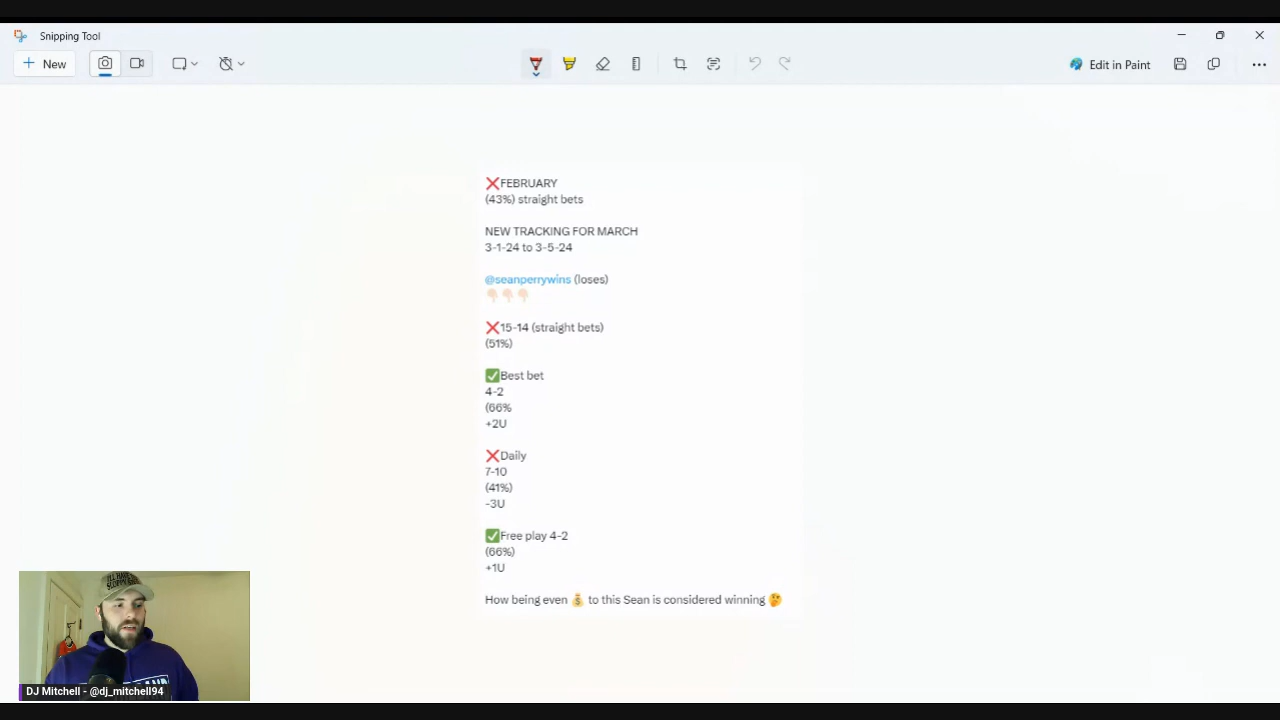 Snipping Tool
New
Edit in Paint
❌FEBRUARY
(43%) straight bets
NEW TRACKING FOR MARCH
3-1-24 to 3-5-24
@seanperrywins (loses)
👇🏻👇🏻👇🏻
❌15-14 (straight bets)
(51%)
✅Best bet
4-2
(66%
+2U
❌Daily
7-10
(41%)
-3U
✅Free play 4-2
(66%)
+1U
How being even 💰 to this Sean is considered winning 🤔
DJ Mitchell - @dj_mitchell94